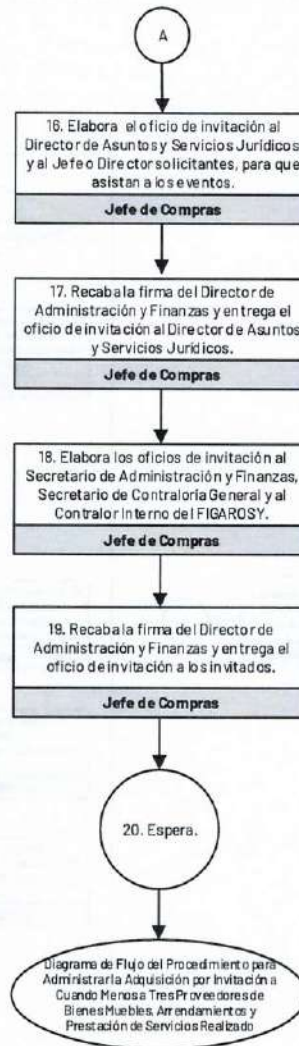 A
16. Elabora el oficio de invitación al
Director de Asuntos y Servicios Jurídicos
y al Jefe o Director solicitantes, para que
asistan a los eventos.
Jefe de Compras
17. Recaba la firma del Director de
Administración y Finanzas y entrega el
oficio de invitación al Director de Asuntos
y Servicios Jurídicos.
Jefe de Compras
18. Elabora los oficios de invitación al
Secretario de Administración y Finanzas,
Secretario de Contraloría General y al
Contralor Interno del FIGAROSY.
Jefe de Compras
19. Recaba la firma del Director de
Administración y Finanzas y entrega el
oficio de invitación a los invitados.
Jefe de Compras
20. Espera.
Diagrama de Flujo del Procedimiento para
Administrar la Adquisición por Invitación a
Cuando Menos a Tres Proveedores de
Bienes Muebles, Arrendamientos y
Prestación de Servicios Realizado